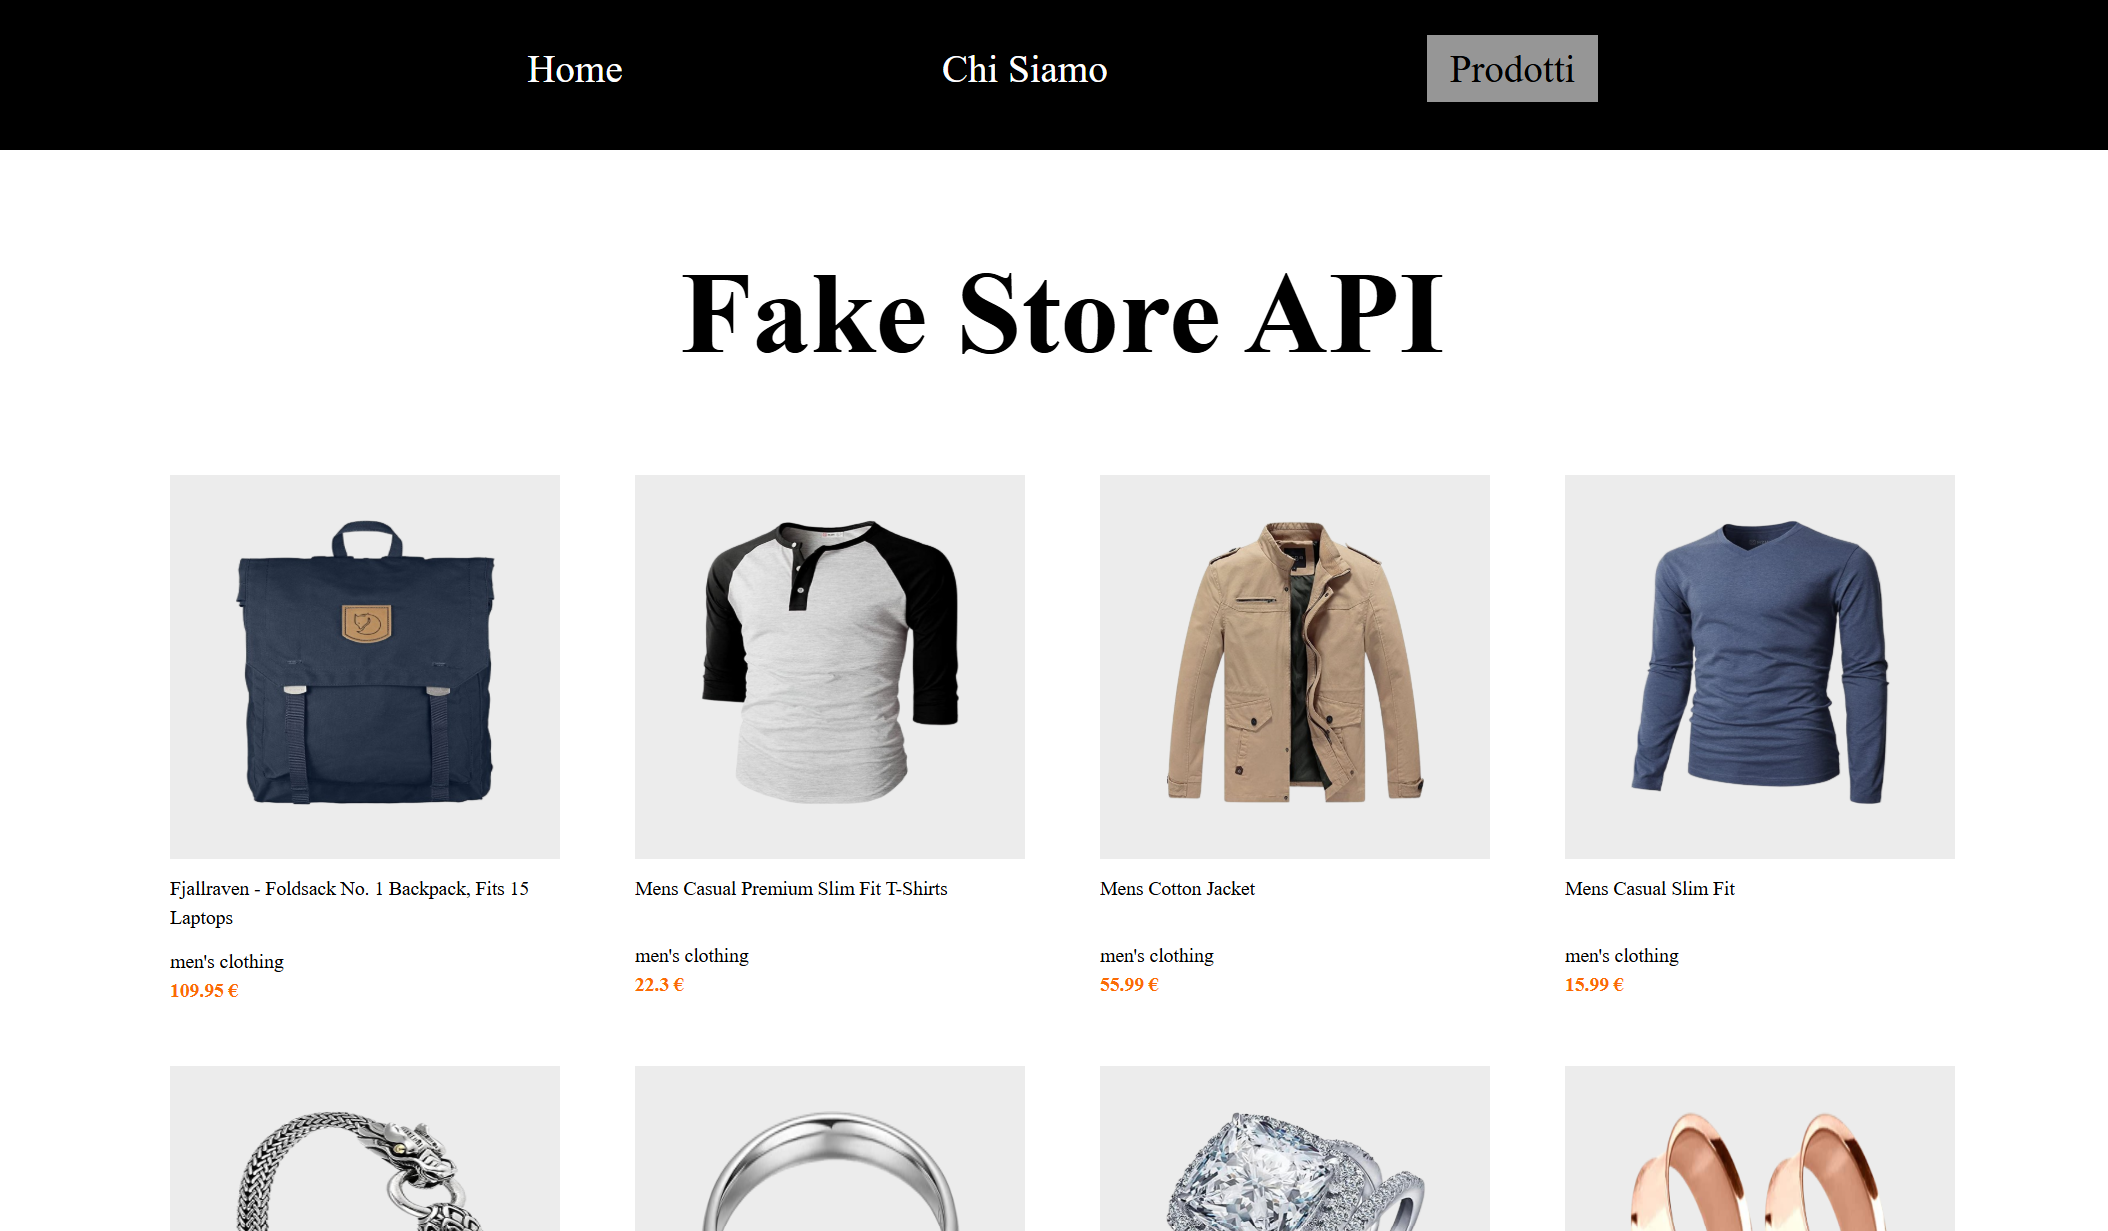 Home
Chi Siamo
Prodotti
Fake Store API
Fjallraven - Foldsack No. 1 Backpack, Fits 15
Laptops
men's clothing
109.95 €
Mens Casual Premium Slim Fit T-Shirts
men's clothing
22.3 €
Mens Cotton Jacket
men's clothing
55.99 €
Mens Casual Slim Fit
men's clothing
15.99 €